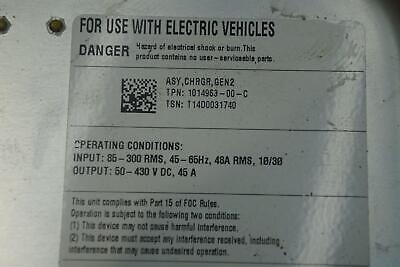 FOR USE WITH ELECTRIC VEHICLES
DANGER Hazard of electrical shock or burn.This
product contains no user-serviceable parts.
ASY,CHRGR,GEN2
TPN: 1014963-00-C
TSN: T14D0031740
OPERATING CONDITIONS:
INPUT: 85-300 RMS, 45-65Hz, 48A RMS, 1Ø/3Ø
OUTPUT: 50-430 V DC, 45 A
This unit complies with Part 15 of FCC Rules.
Operation is subject to the following two conditions:
(1) This device may not cause harmful interference.
(2) This device must accept any interference received, including
interference that may cause undesired operation.